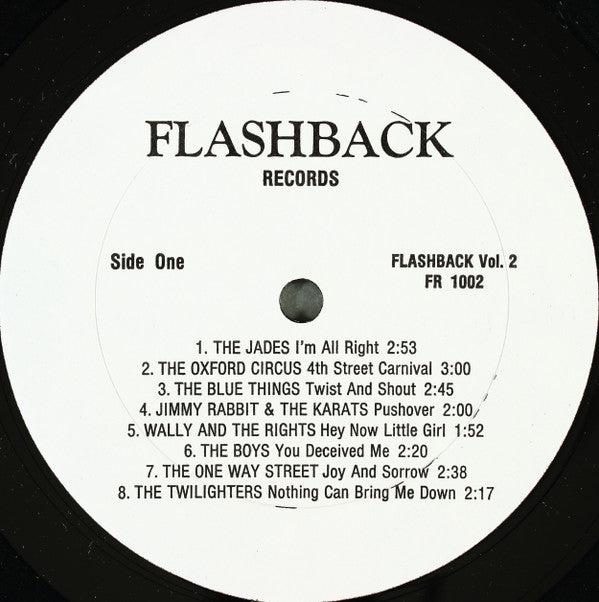 FLASHBACK
RECORDS
Side One
FLASHBACK Vol. 2
FR 1002
1. THE JADES I'm All Right 2:53
2. THE OXFORD CIRCUS 4th Street Carnival 3:00
3. THE BLUE THINGS Twist And Shout 2:45
4. JIMMY RABBIT & THE KARATS Pushover 2:00
5. WALLY AND THE RIGHTS Hey Now Little Girl 1:52
6. THE BOYS You Deceived Me 2:20
7. THE ONE WAY STREET Joy And Sorrow 2:38
8. THE TWILIGHTERS Nothing Can Bring Me Down 2:17